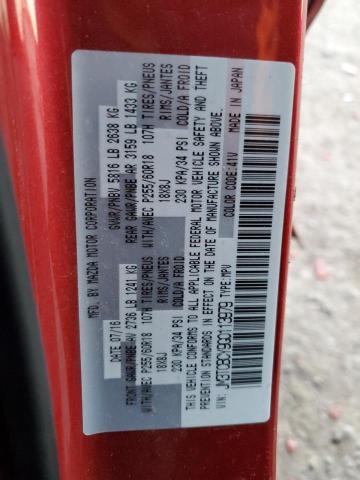 MFD. BY MAZDA MOTOR CORPORATION
DATE: 07/16 GVWR/PNBV 5816 LB 2638 KG
FRONT GAWR/PNBE AV 2736 LB 1241 KG REAR GAWR/PNBE AR 3159 LB 1433 KG
WITH/AVEC P255/60R18 107H TIRES/PNEUS WITH/AVEC P255/60R18 107H TIRES/PNEUS
18X8J RIMS/JANTES 18X8J RIMS/JANTES
230 KPA/34 PSI COLD/A FROID 230 KPA/34 PSI COLD/A FROID
THIS VEHICLE CONFORMS TO ALL APPLICABLE FEDERAL MOTOR VEHICLE SAFETY AND THEFT
PREVENTION STANDARDS IN EFFECT ON THE DATE OF MANUFACTURE SHOWN ABOVE.
VIN: TYPE:MPV COLOUR CODE: 41V MADE IN JAPAN